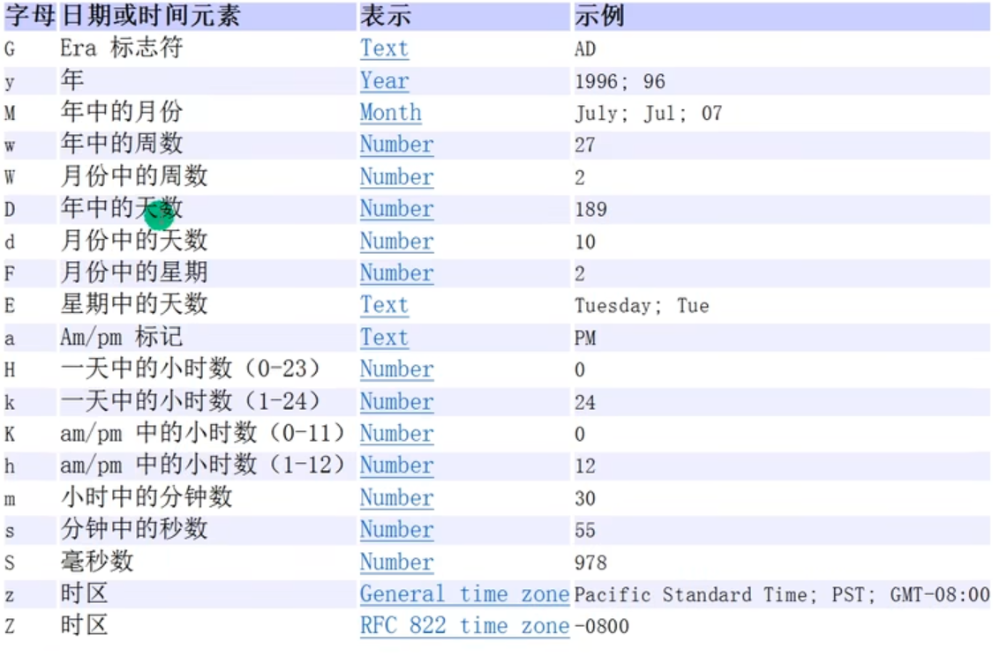 字母 日期或时间元素 表示 示例
G Era 标志符 Text AD
y 年 Year 1996; 96
M 年中的月份 Month July; Jul; 07
w 年中的周数 Number 27
W 月份中的周数 Number 2
D 年中的天数 Number 189
d 月份中的天数 Number 10
F 月份中的星期 Number 2
E 星期中的天数 Text Tuesday; Tue
a Am/pm 标记 Text PM
H 一天中的小时数（0-23） Number 0
k 一天中的小时数（1-24） Number 24
K am/pm 中的小时数（0-11） Number 0
h am/pm 中的小时数（1-12） Number 12
m 小时中的分钟数 Number 30
s 分钟中的秒数 Number 55
S 毫秒数 Number 978
z 时区 General time zone Pacific Standard Time; PST; GMT-08:00
Z 时区 RFC 822 time zone -0800